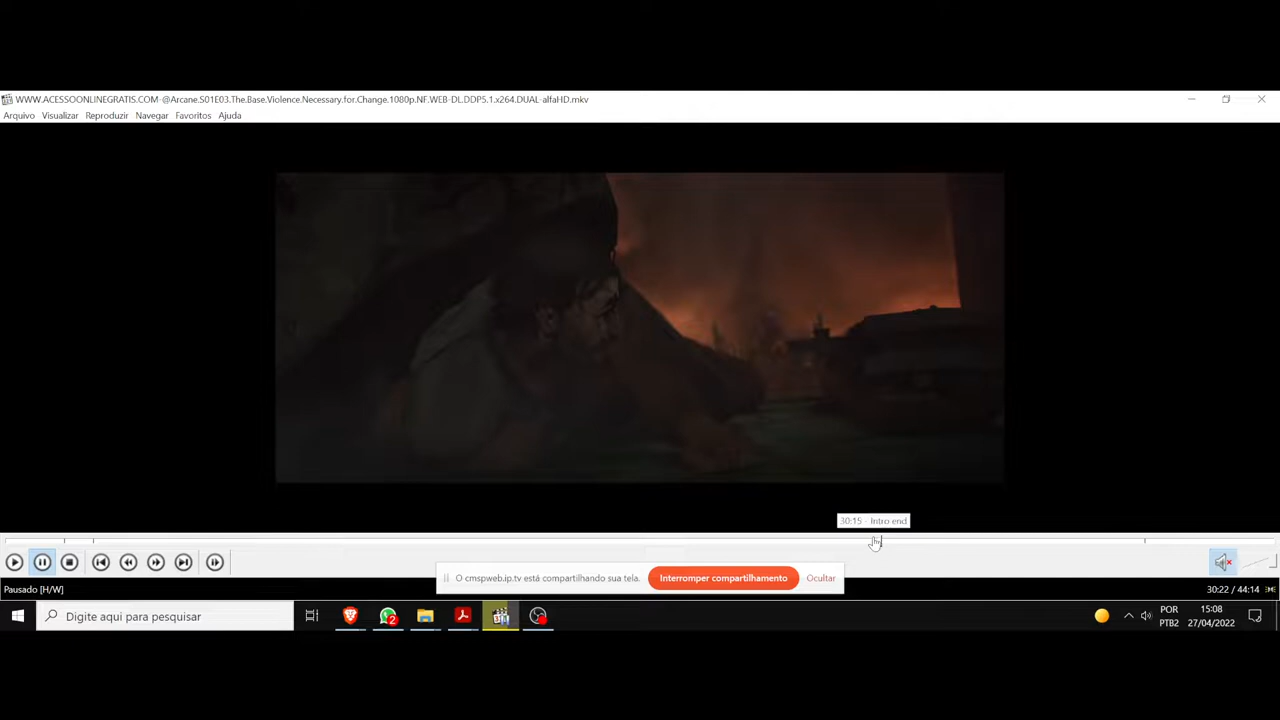 WWW.ACESSOONLINEGRATIS.COM-@Arcane.S01E03.The.Base.Violence.Necessary.for.Change.1080p.NF.WEB-DL.DDP5.1.x264.DUAL-alfaHD.mkv
Arquivo Visualizar Reproduzir Navegar Favoritos Ajuda
30:15 - Intro end
O cmspweb.ip.tv está compartilhando sua tela. Interromper compartilhamento Ocultar
Pausado [H/W] 30:22 / 44:14
Digite aqui para pesquisar 2 POR 15:08
PTB2 27/04/2022